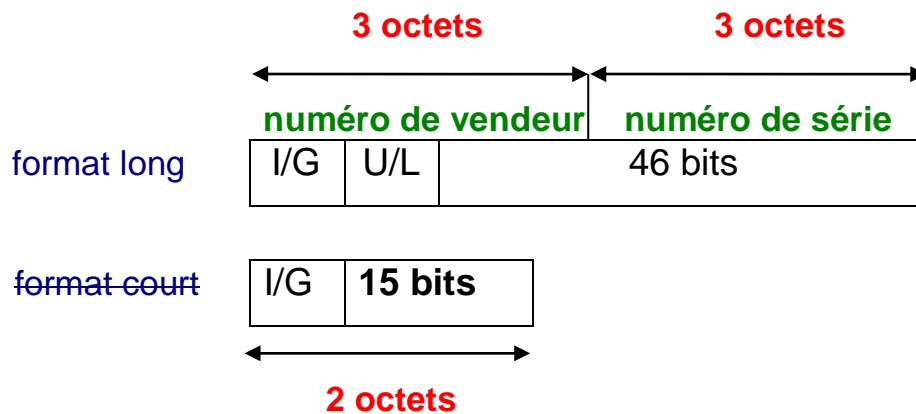 3 octets 3 octets
numéro de vendeur numéro de série
format long I/G U/L 46 bits
format court I/G 15 bits
2 octets